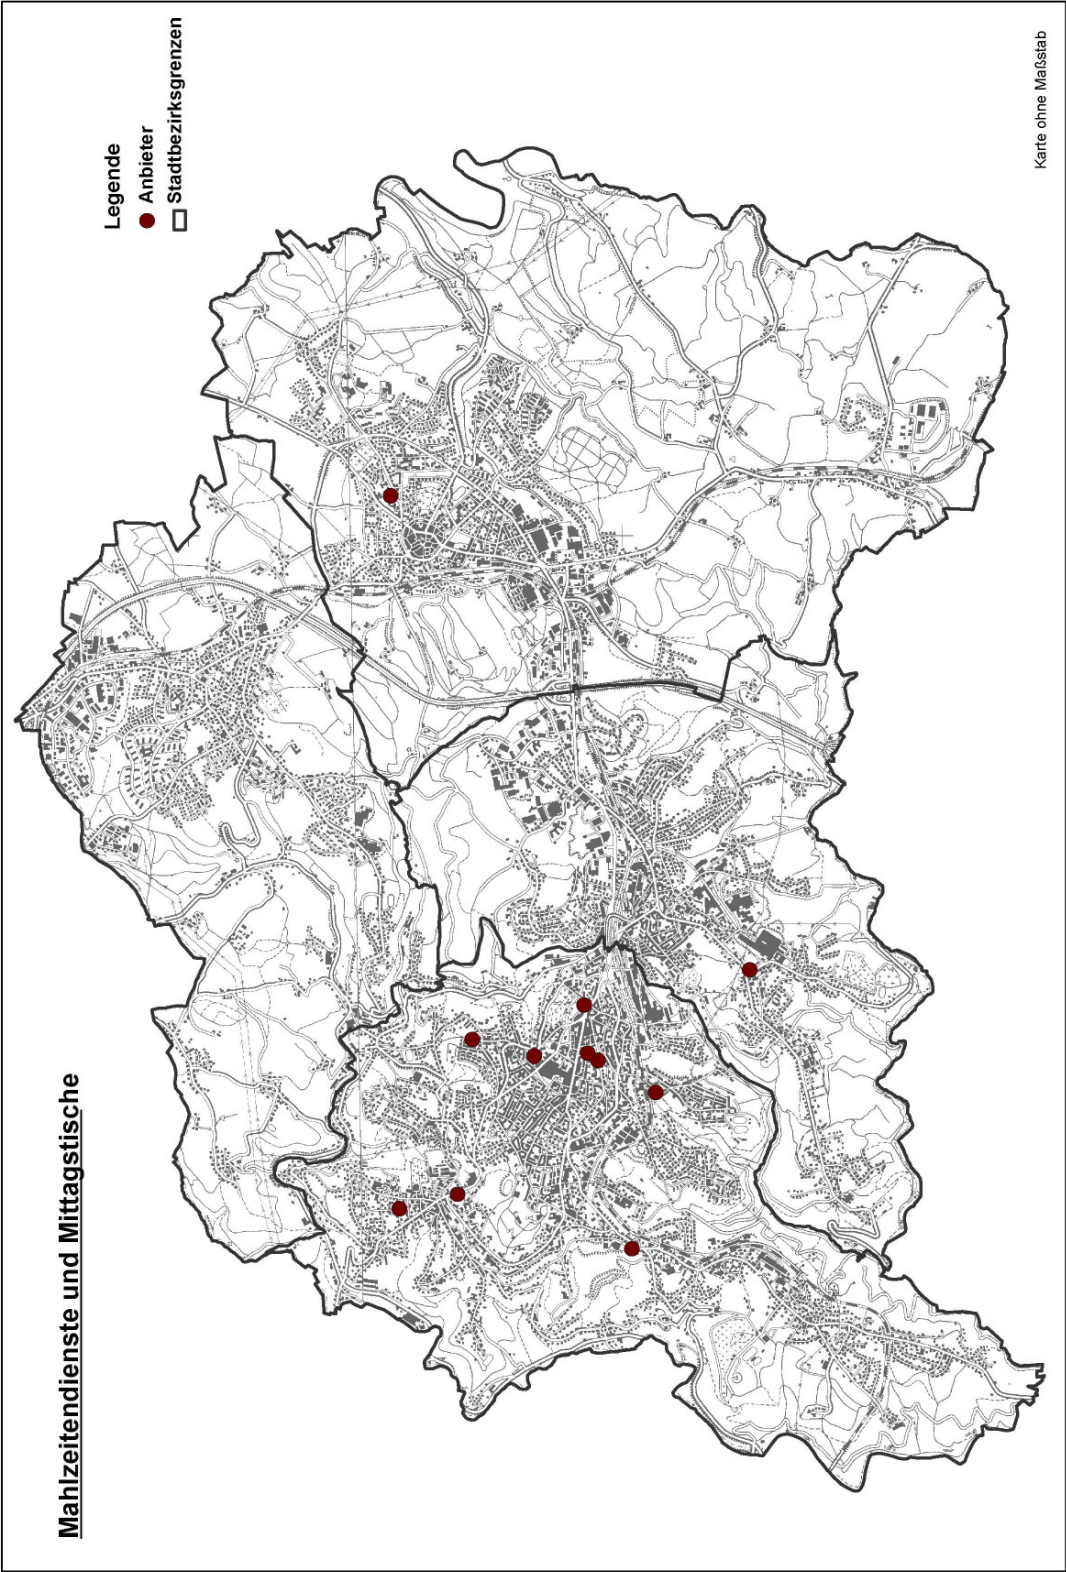 Mahlzeitendienste und Mittagstische
Legende
Anbieter
Stadtbezirksgrenzen
Karte ohne Maßstab